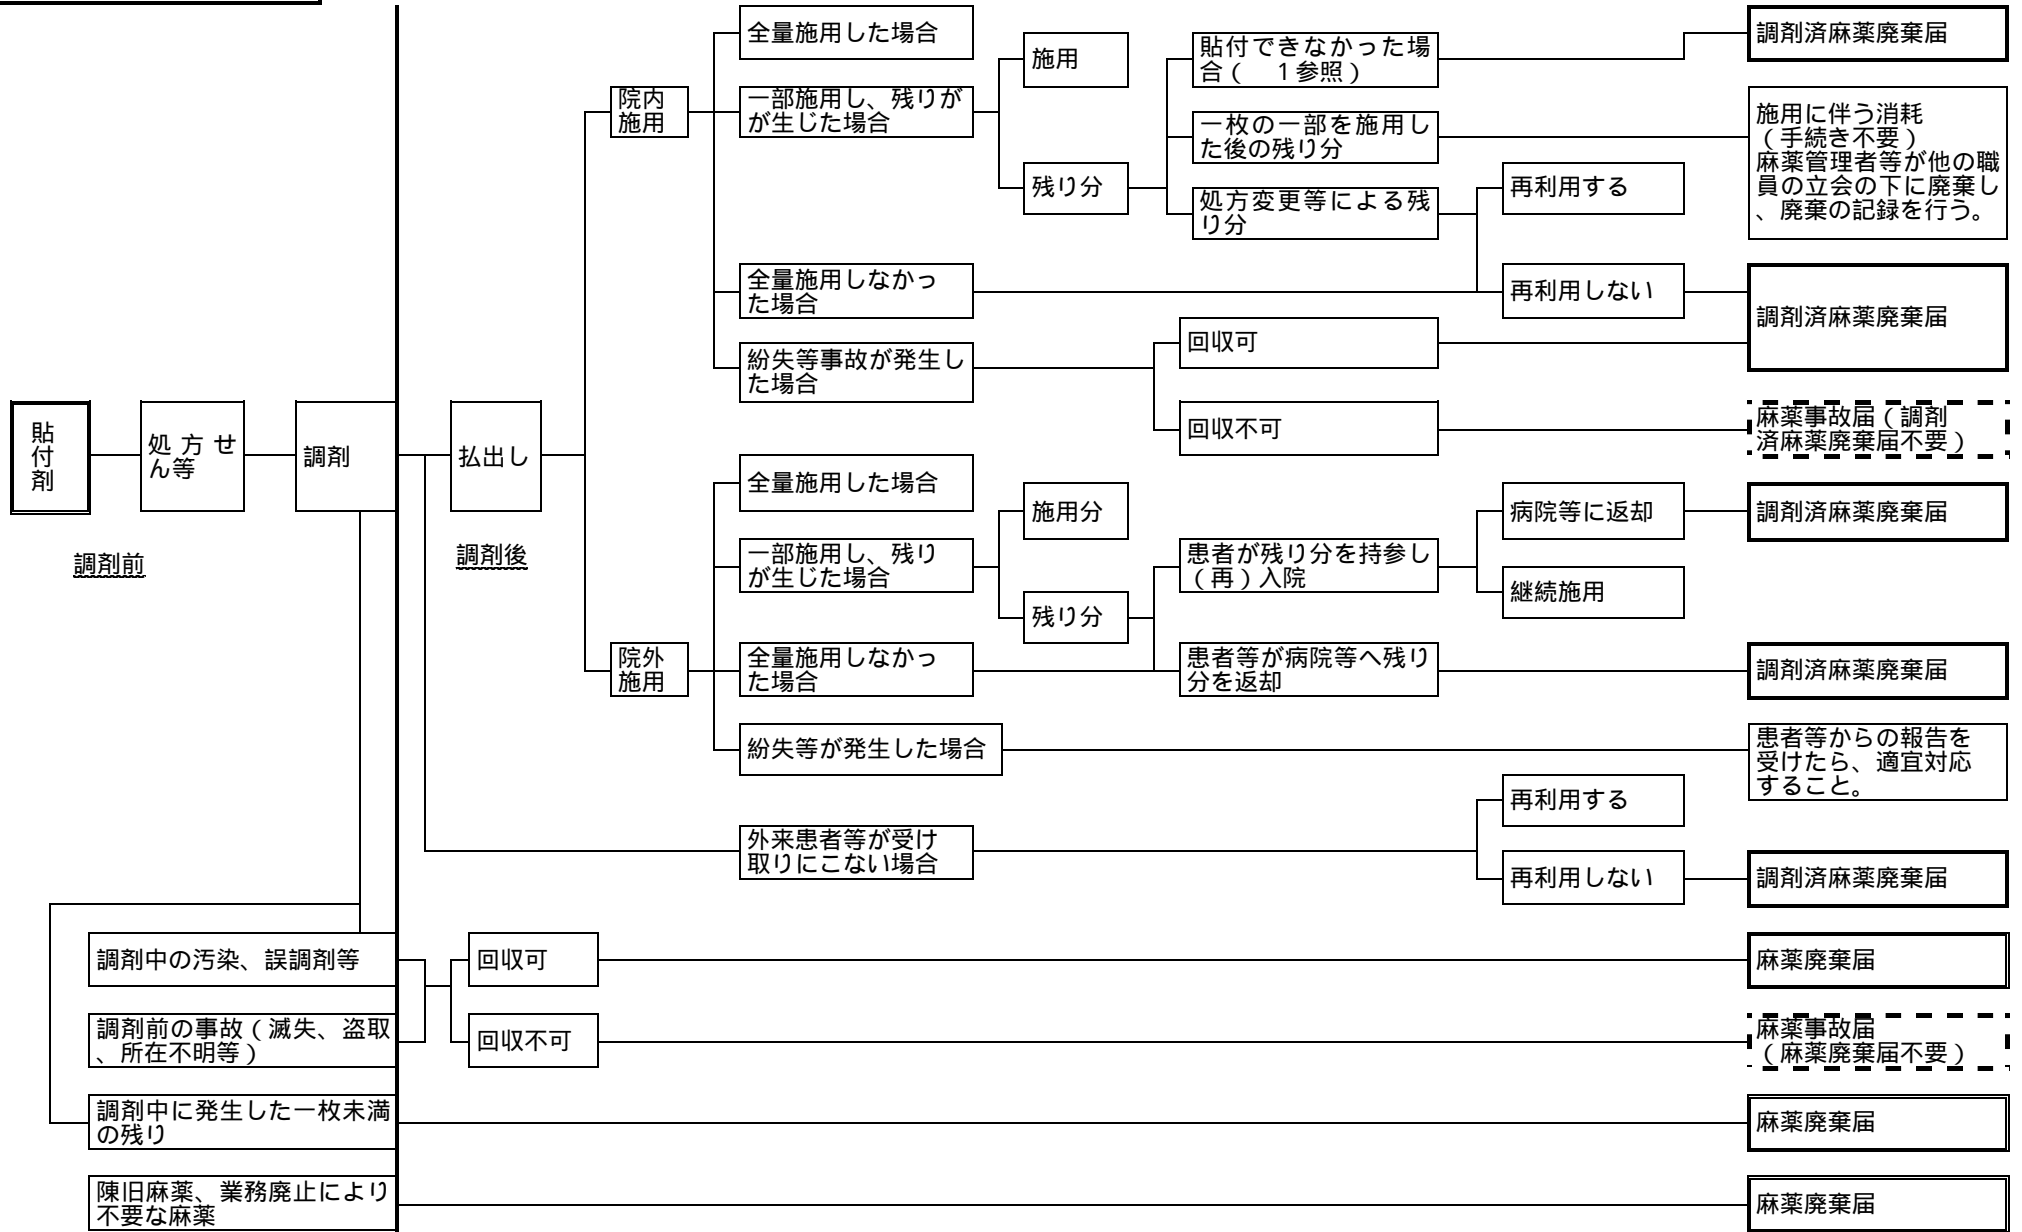 全量施用した場合
一部施用し、残りが
が生じた場合
全量施用しなかっ
た場合
紛失等事故が発生し
た場合
院内
施用
施用
残り分
貼付できなかった場
合( 1参照)
一枚の一部を施用し
た後の残り分
処方変更等による残
り分
再利用する
再利用しない
回収可
回収不可
調剤済麻薬廃棄届
施用に伴う消耗
(手続き不要)
麻薬管理者等が他の職
員の立会の下に廃棄し
、廃棄の記録を行う。
調剤済麻薬廃棄届
麻薬事故届(調剤
済麻薬廃棄届不要)
貼付剤
処方せ
ん等
調剤
払出し
調剤前
調剤後
院外
施用
全量施用した場合
一部施用し、残り
が生じた場合
全量施用しなかっ
た場合
紛失等が発生した場合
施用分
残り分
患者が残り分を持参し
(再)入院
患者等が病院等へ残り
分を返却
病院等に返却
継続施用
調剤済麻薬廃棄届
調剤済麻薬廃棄届
患者等からの報告を
受けたら、適宜対応
すること。
外来患者等が受け
取りにこない場合
再利用する
再利用しない
調剤済麻薬廃棄届
調剤中の汚染、誤調剤等
調剤前の事故(滅失、盗取
、所在不明等)
回収可
回収不可
麻薬廃棄届
麻薬事故届
(麻薬廃棄届不要)
調剤中に発生した一枚未満
の残り
麻薬廃棄届
陳旧麻薬、業務廃止により
不要な麻薬
麻薬廃棄届